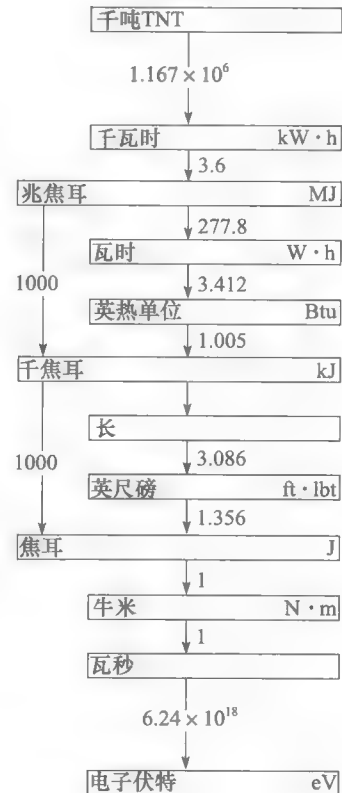 千吨TNT
1.167 × 10⁶
千瓦时 kW · h
3.6
兆焦耳 MJ
277.8
瓦时 W · h
3.412
1000
英热单位 Btu
1.005
千焦耳 kJ
长
3.086
1000
英尺磅 ft · lbt
1.356
焦耳 J
1
牛米 N · m
1
瓦秒
6.24 × 10¹⁸
电子伏特 eV